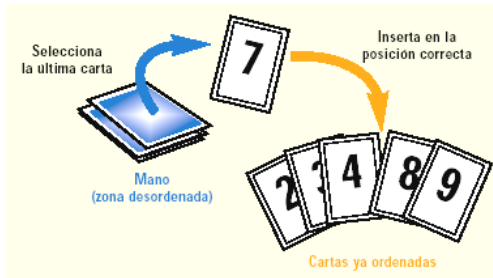 Selecciona
la última carta
7
Inserta en la
posición correcta
Mano
(zona desordenada)
2 3 4 8 9
Cartas ya ordenadas